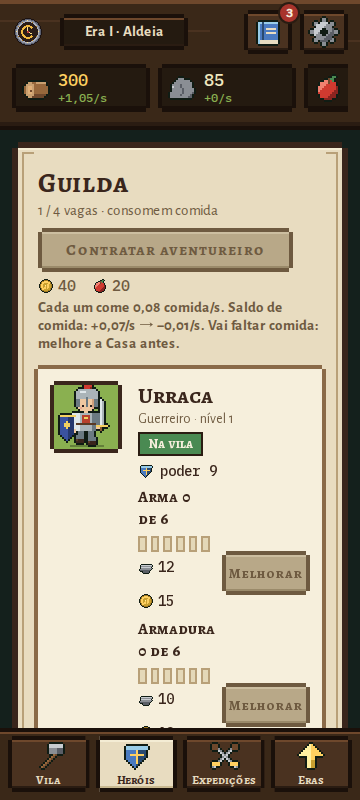 Era I · Aldeia
3
300
+1,05/s
85
+0/s
Guilda
1 / 4 vagas · consomem comida
Contratar aventureiro
40 20
Cada um come 0,08 comida/s. Saldo de
comida: +0,07/s → −0,01/s. Vai faltar comida:
melhore a Casa antes.
Urraca
Guerreiro · nível 1
Na vila
poder 9
Arma 0
de 6
12
Melhorar
15
Armadura
0 de 6
10
Melhorar
Vila
Heróis
Expedições
Eras